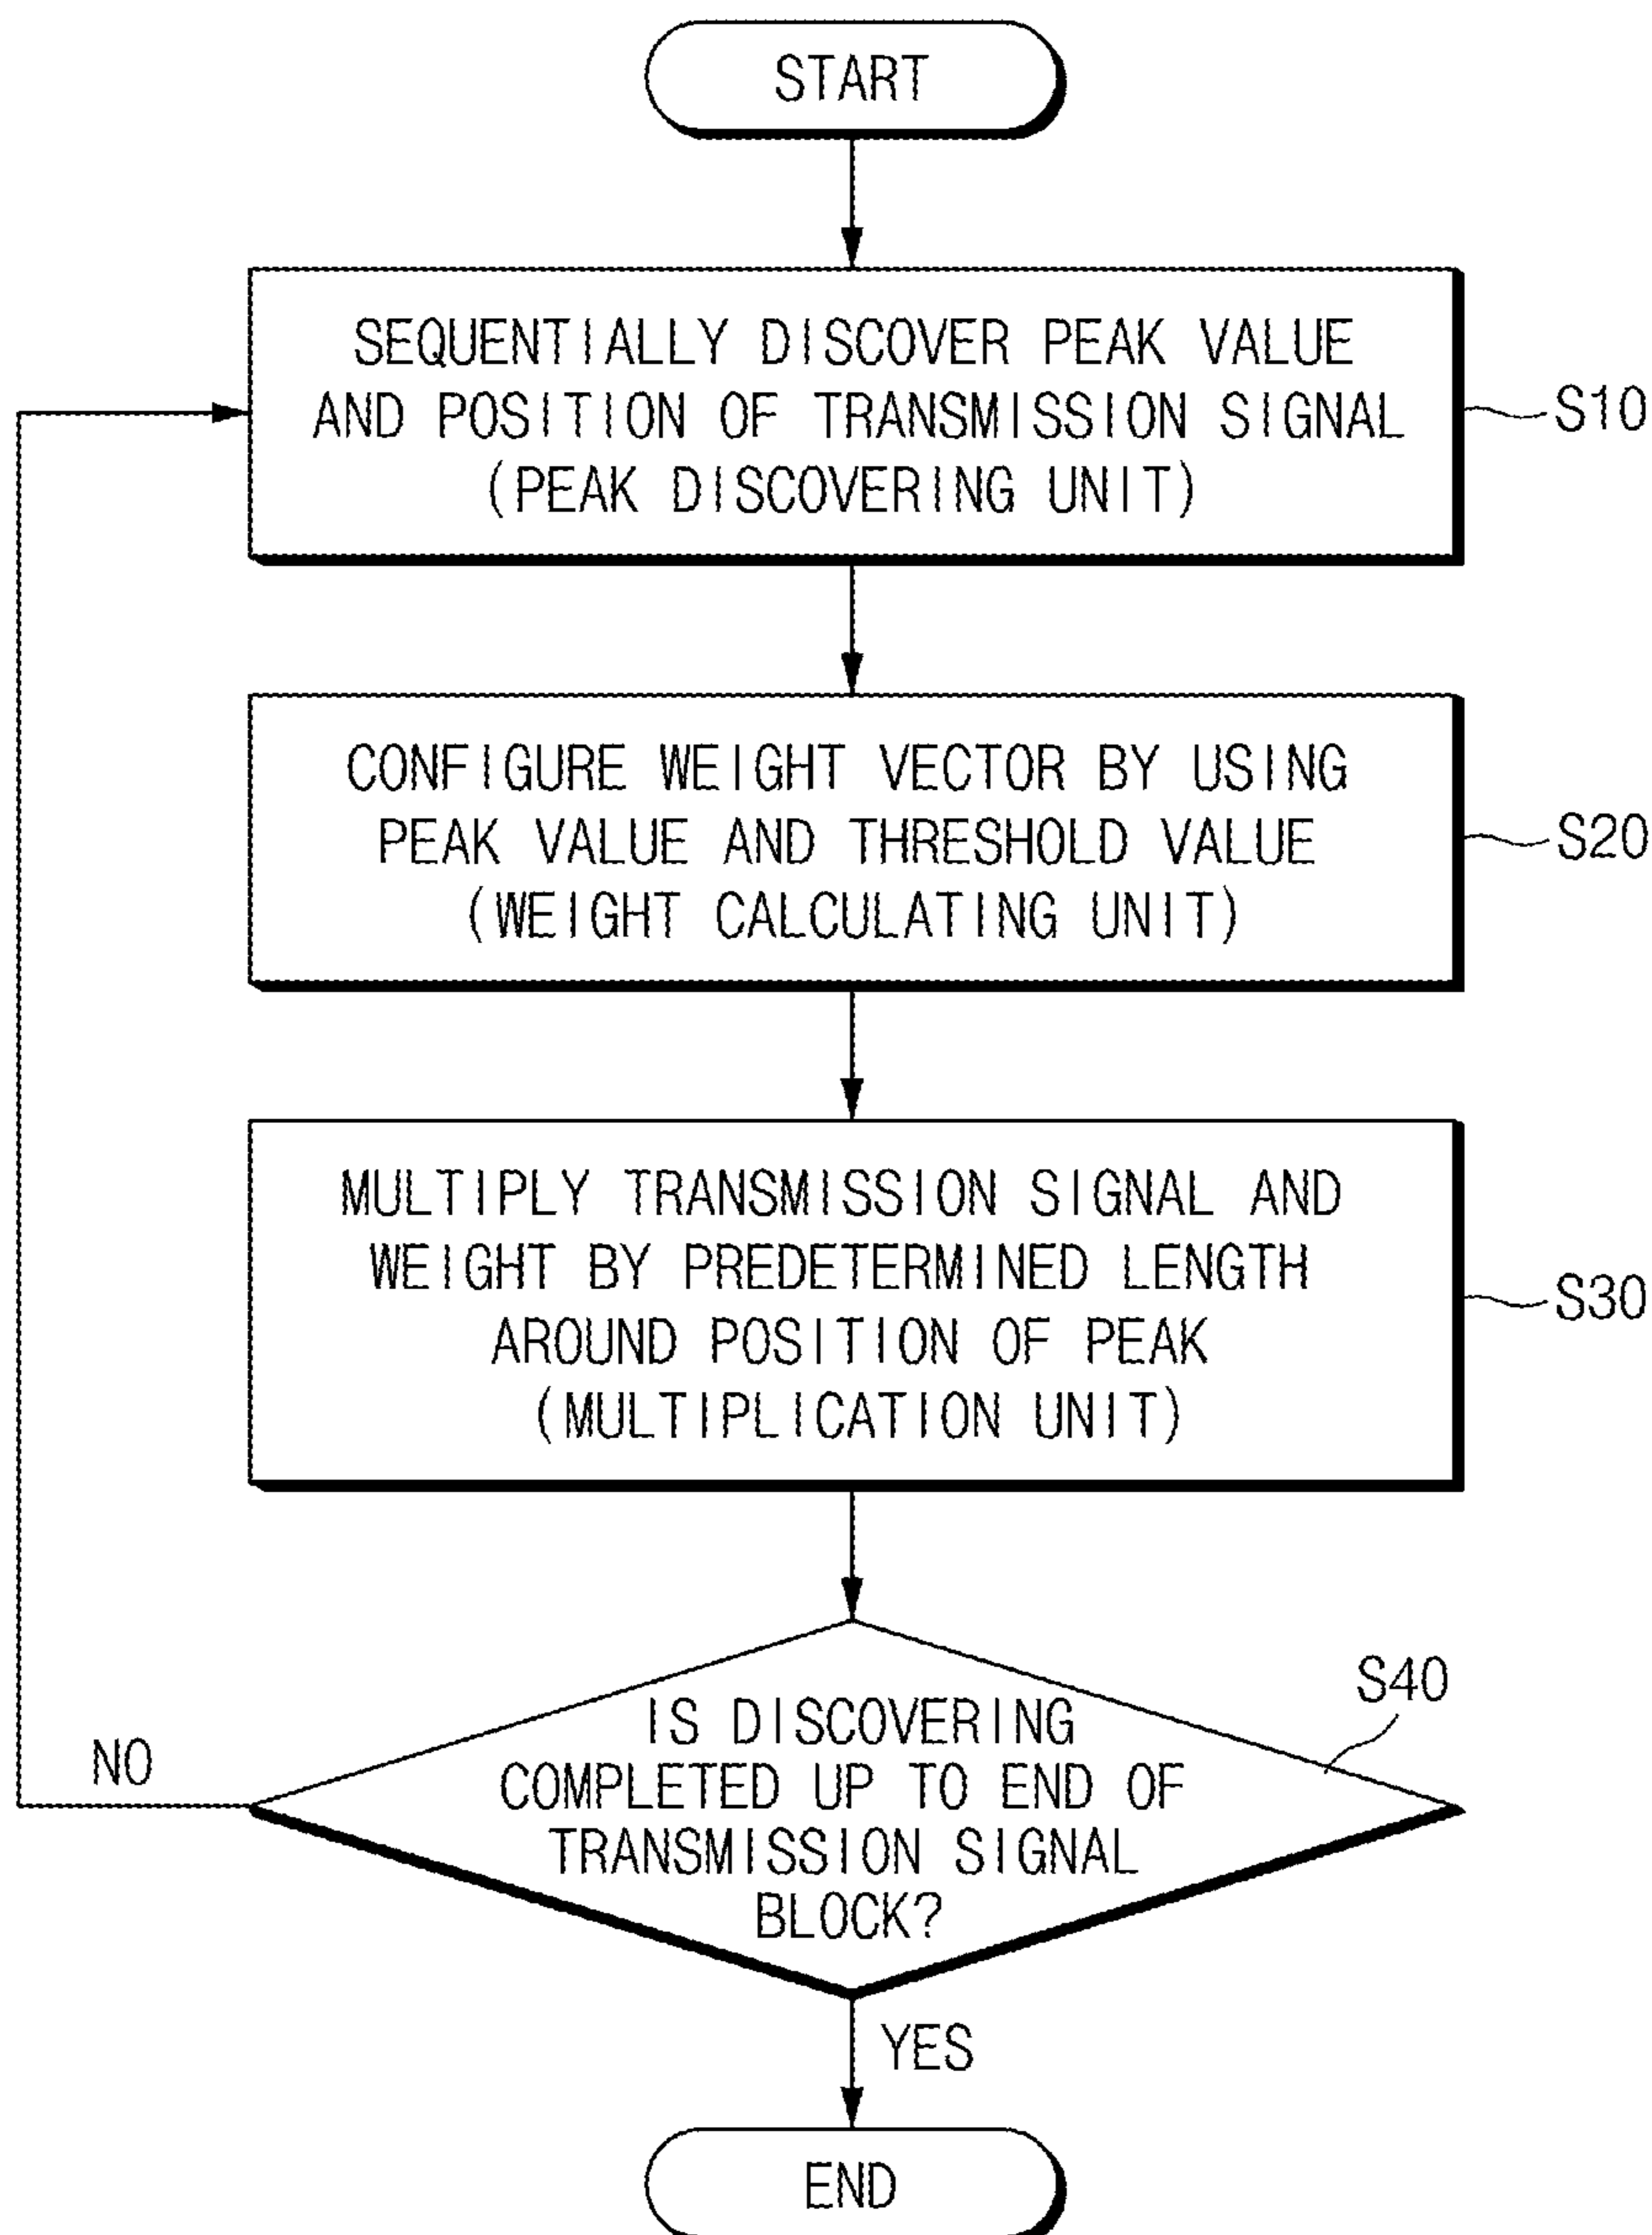 START
SEQUENTIALLY DISCOVER PEAK VALUE
AND POSITION OF TRANSMISSION SIGNAL
(PEAK DISCOVERING UNIT)
S10
CONFIGURE WEIGHT VECTOR BY USING
PEAK VALUE AND THRESHOLD VALUE
(WEIGHT CALCULATING UNIT)
S20
MULTIPLY TRANSMISSION SIGNAL AND
WEIGHT BY PREDETERMINED LENGTH
AROUND POSITION OF PEAK
(MULTIPLICATION UNIT)
S30
S40
IS DISCOVERING
COMPLETED UP TO END OF
TRANSMISSION SIGNAL
BLOCK?
NO
YES
END